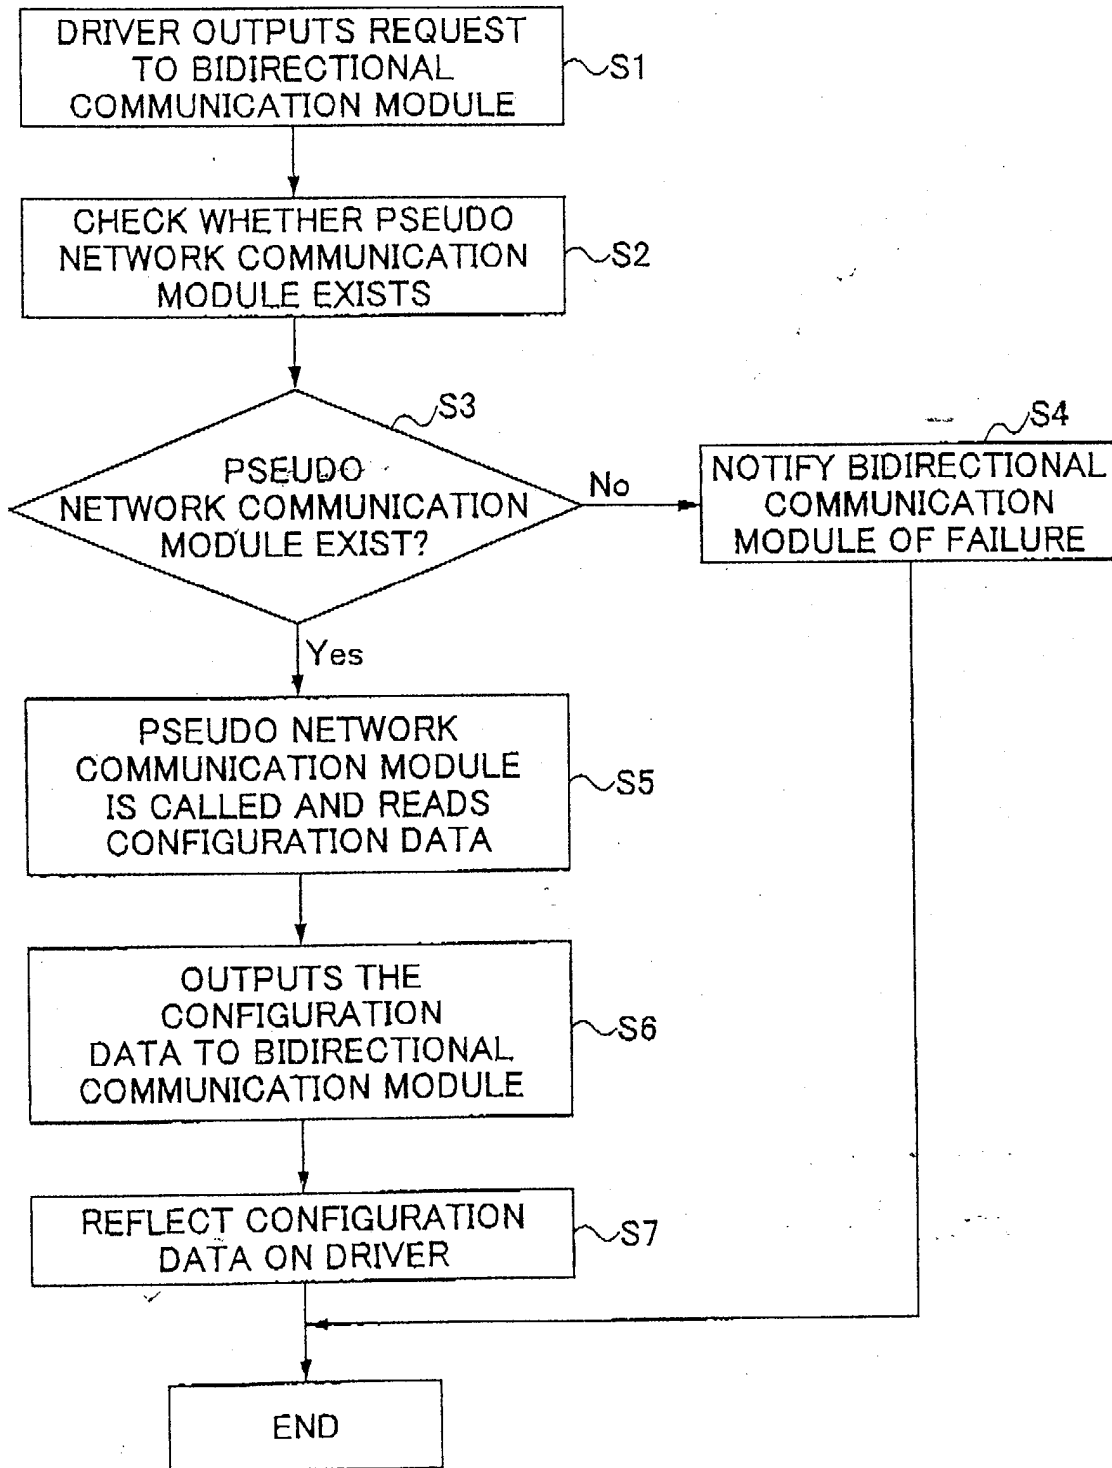 DRIVER OUTPUTS REQUEST
TO BIDIRECTIONAL
COMMUNICATION MODULE
S1
CHECK WHETHER PSEUDO
NETWORK COMMUNICATION
MODULE EXISTS
S2
S3
PSEUDO
NETWORK COMMUNICATION
MODULE EXIST?
No
S4
NOTIFY BIDIRECTIONAL
COMMUNICATION
MODULE OF FAILURE
Yes
PSEUDO NETWORK
COMMUNICATION MODULE
IS CALLED AND READS
CONFIGURATION DATA
S5
OUTPUTS THE
CONFIGURATION
DATA TO BIDIRECTIONAL
COMMUNICATION MODULE
S6
REFLECT CONFIGURATION
DATA ON DRIVER
S7
END